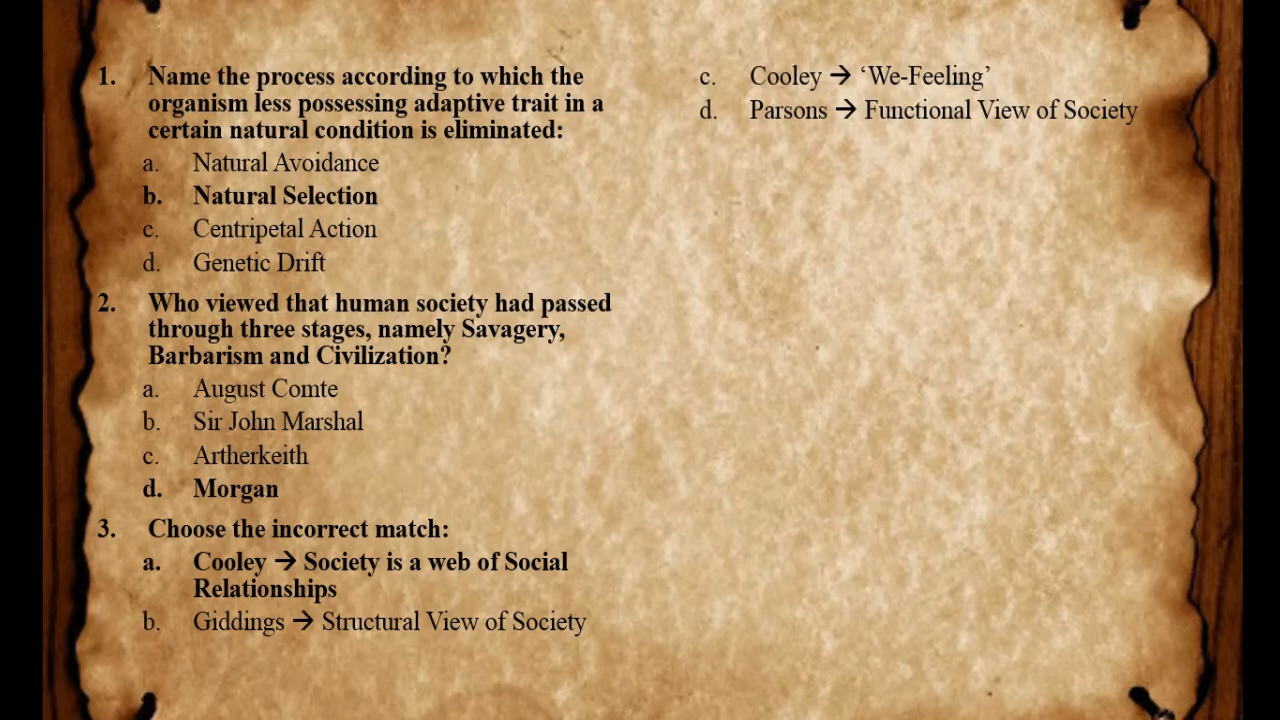 1. Name the process according to which the
organism less possessing adaptive trait in a
certain natural condition is eliminated:
a. Natural Avoidance
b. Natural Selection
c. Centripetal Action
d. Genetic Drift
2. Who viewed that human society had passed
through three stages, namely Savagery,
Barbarism and Civilization?
a. August Comte
b. Sir John Marshal
c. Artherkeith
d. Morgan
3. Choose the incorrect match:
a. Cooley → Society is a web of Social
Relationships
b. Giddings → Structural View of Society
c. Cooley → ‘We-Feeling’
d. Parsons → Functional View of Society